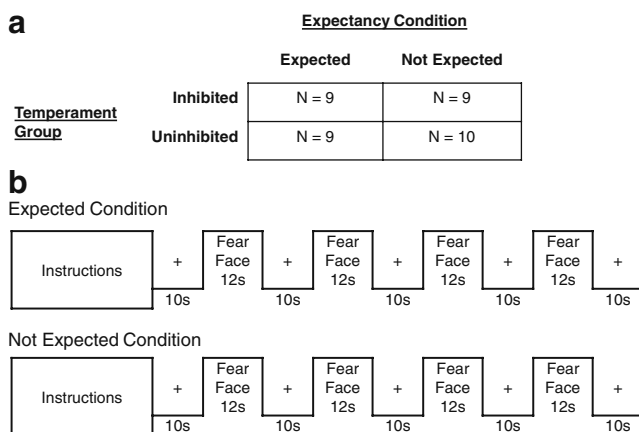 a
Expectancy Condition
Expected Not Expected
Temperament Group
Inhibited N = 9 N = 9
Uninhibited N = 9 N = 10
b
Expected Condition
Instructions + Fear Face 12s + Fear Face 12s + Fear Face 12s + Fear Face 12s +
10s 10s 10s 10s 10s
Not Expected Condition
Instructions + Fear Face 12s + Fear Face 12s + Fear Face 12s + Fear Face 12s +
10s 10s 10s 10s 10s